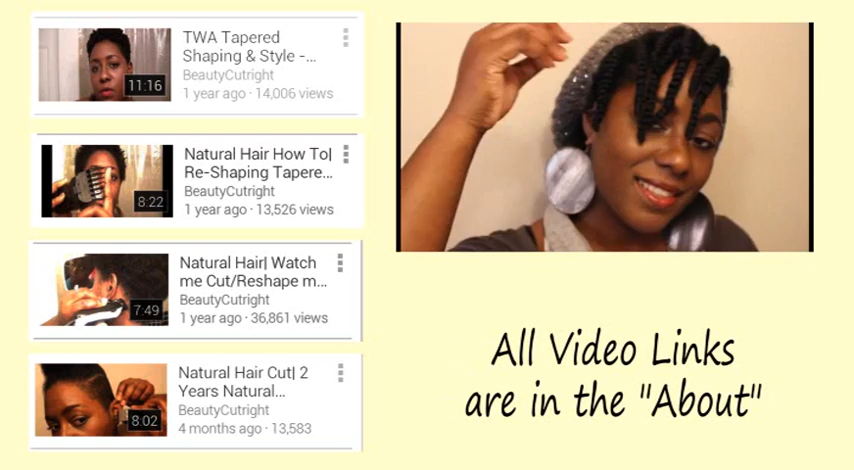 TWA Tapered
Shaping & Style -...
BeautyCutright
1 year ago · 14,006 views
11:16
Natural Hair How To|
Re-Shaping Tapere...
BeautyCutright
1 year ago · 13,526 views
8:22
Natural Hair| Watch
me Cut/Reshape m...
BeautyCutright
1 year ago · 36,861 views
7:49
Natural Hair Cut| 2
Years Natural...
BeautyCutright
4 months ago · 13,583
8:02
All Video Links
are in the "About"